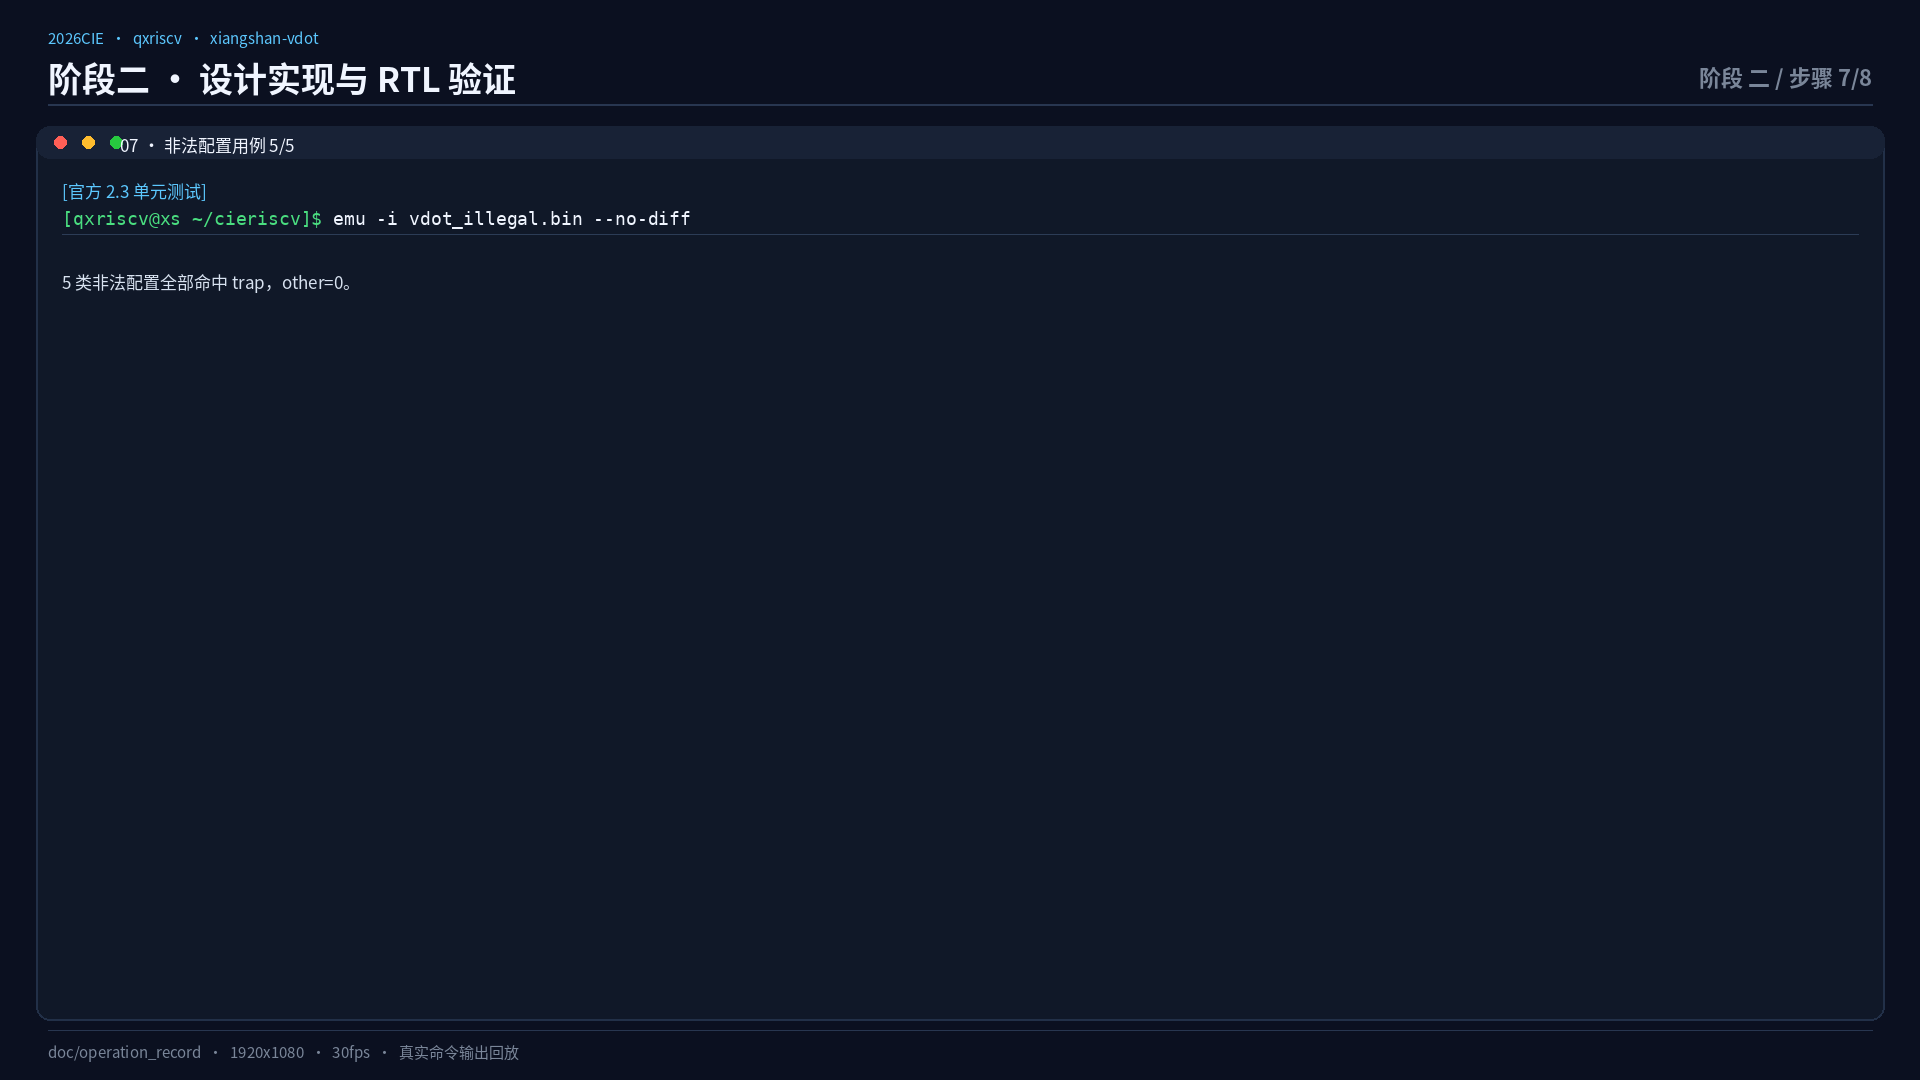 2026CIE · qxriscv · xiangshan-vdot
阶段二 · 设计实现与 RTL 验证
阶段 二 / 步骤 7/8
07 · 非法配置用例 5/5
[官方 2.3 单元测试]
[qxriscv@xs ~/cieriscv]$ emu -i vdot_illegal.bin --no-diff
5 类非法配置全部命中 trap，other=0。
doc/operation_record · 1920x1080 · 30fps · 真实命令输出回放